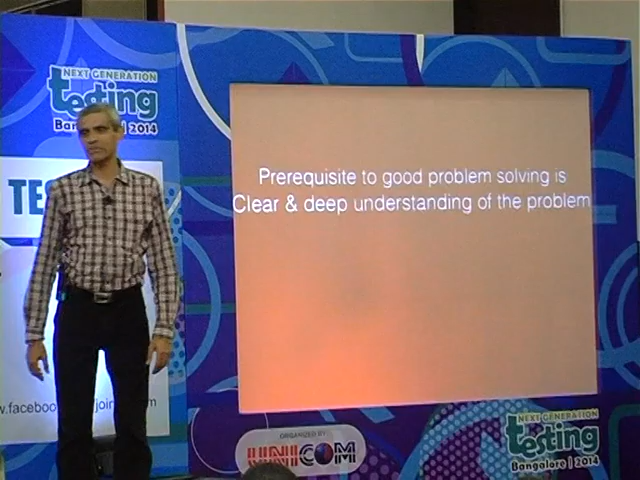 NEXT GENERATION
testing
Bangalore | 2014
Prerequisite to good problem solving is
Clear & deep understanding of the problem
ORGANIZED BY
UNICOM
NEXT GENERATION
testing
Bangalore | 2014